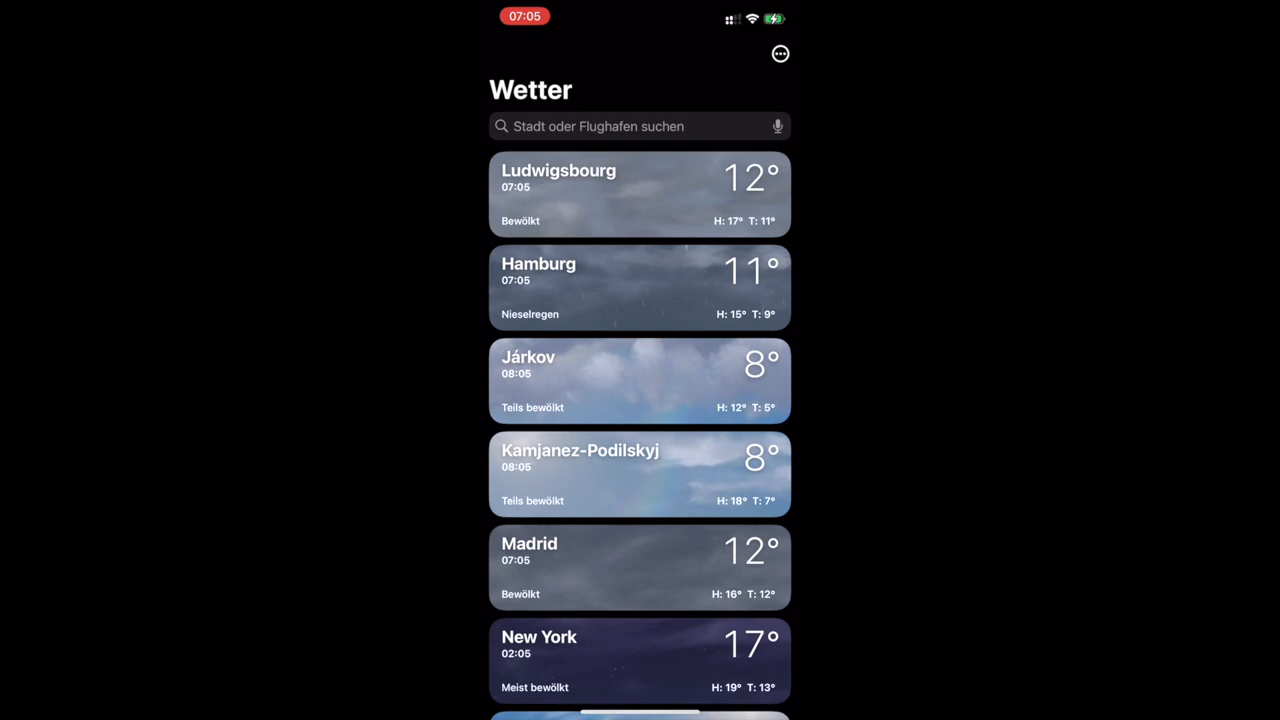 07:05
Wetter
Stadt oder Flughafen suchen
Ludwigsbourg 12°
07:05
Bewölkt H: 17° T: 11°
Hamburg 11°
07:05
Nieselregen H: 15° T: 9°
Járkov 8°
08:05
Teils bewölkt H: 12° T: 5°
Kamjanez-Podilskyj 8°
08:05
Teils bewölkt H: 18° T: 7°
Madrid 12°
07:05
Bewölkt H: 16° T: 12°
New York 17°
02:05
Meist bewölkt H: 19° T: 13°